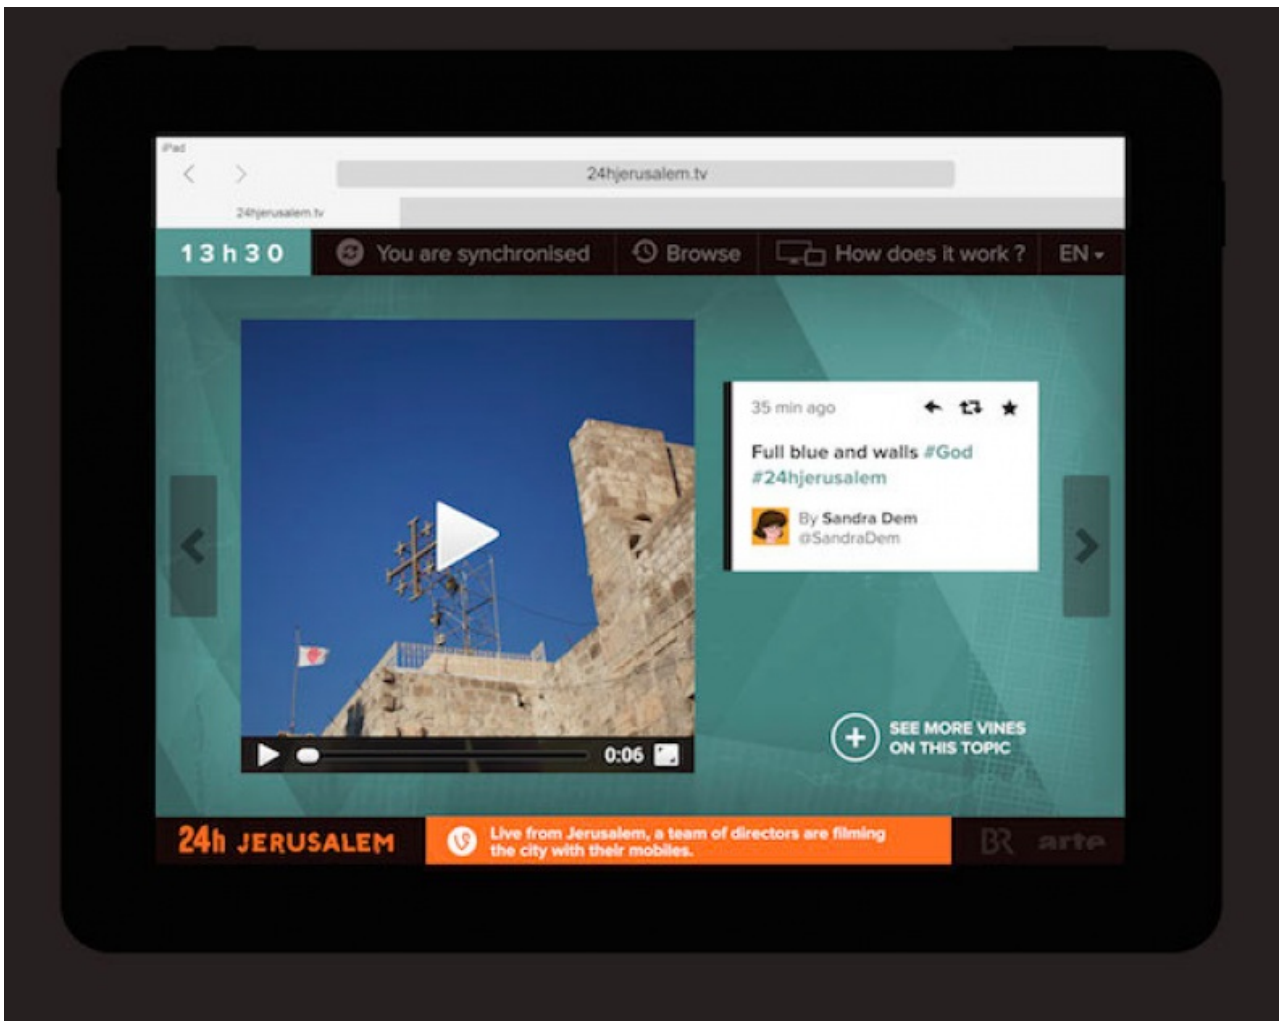 iPad
24hjerusalem.tv
24hjerusalem.tv
13h30 You are synchronised Browse How does it work ? EN
35 min ago
Full blue and walls #God
#24hjerusalem
By Sandra Dem
@SandraDem
0:06
SEE MORE VINES
ON THIS TOPIC
24h JERUSALEM
Live from Jerusalem, a team of directors are filming
the city with their mobiles.
BR arte